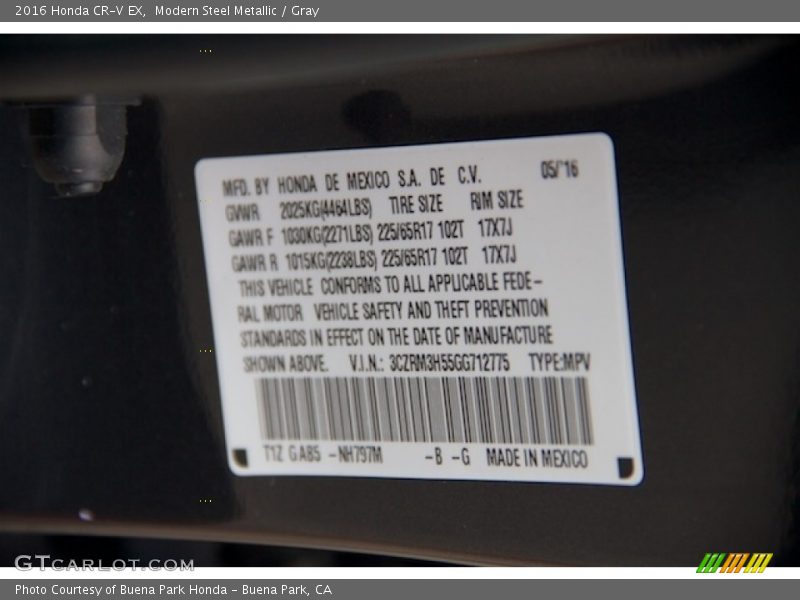 2016 Honda CR-V EX, Modern Steel Metallic / Gray
MFD. BY HONDA DE MEXICO S.A. DE C.V. 05/'16
GVWR 2025KG(4464LBS) TIRE SIZE RIM SIZE
GAWR F 1030KG(2271LBS) 225/65R17 102T 17X7J
GAWR R 1015KG(2238LBS) 225/65R17 102T 17X7J
THIS VEHICLE CONFORMS TO ALL APPLICABLE FEDE-
RAL MOTOR VEHICLE SAFETY AND THEFT PREVENTION
STANDARDS IN EFFECT ON THE DATE OF MANUFACTURE
SHOWN ABOVE. V.I.N.: 3CZRM3H55GG712775 TYPE:MPV
T1Z GA85 -NH797M -B -G MADE IN MEXICO
GTCARLOT.COM
Photo Courtesy of Buena Park Honda - Buena Park, CA